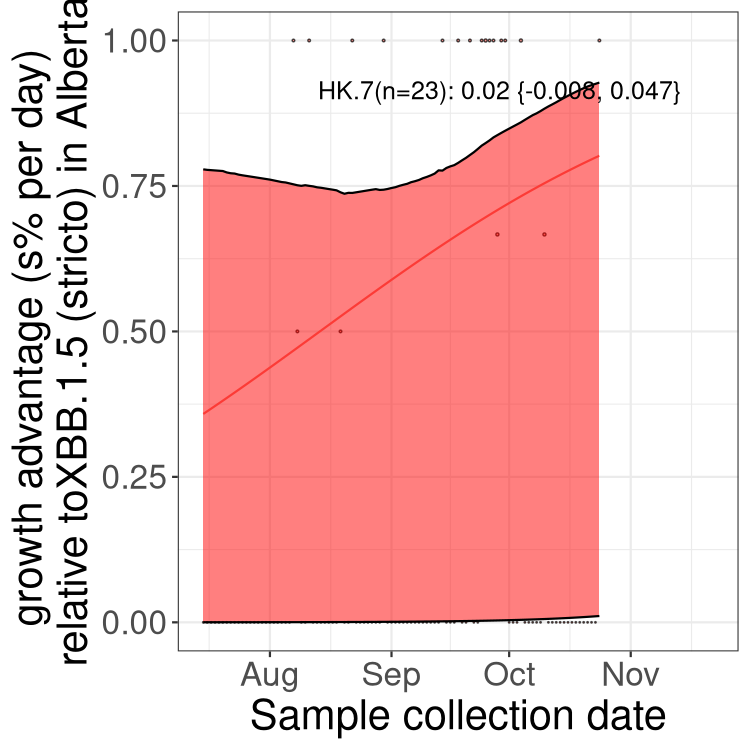 growth advantage (s% per day)
relative toXBB.1.5 (stricto) in Alberta
1.00
0.75
0.50
0.25
0.00
HK.7(n=23): 0.02 {-0.008, 0.047}
Aug Sep Oct Nov
Sample collection date